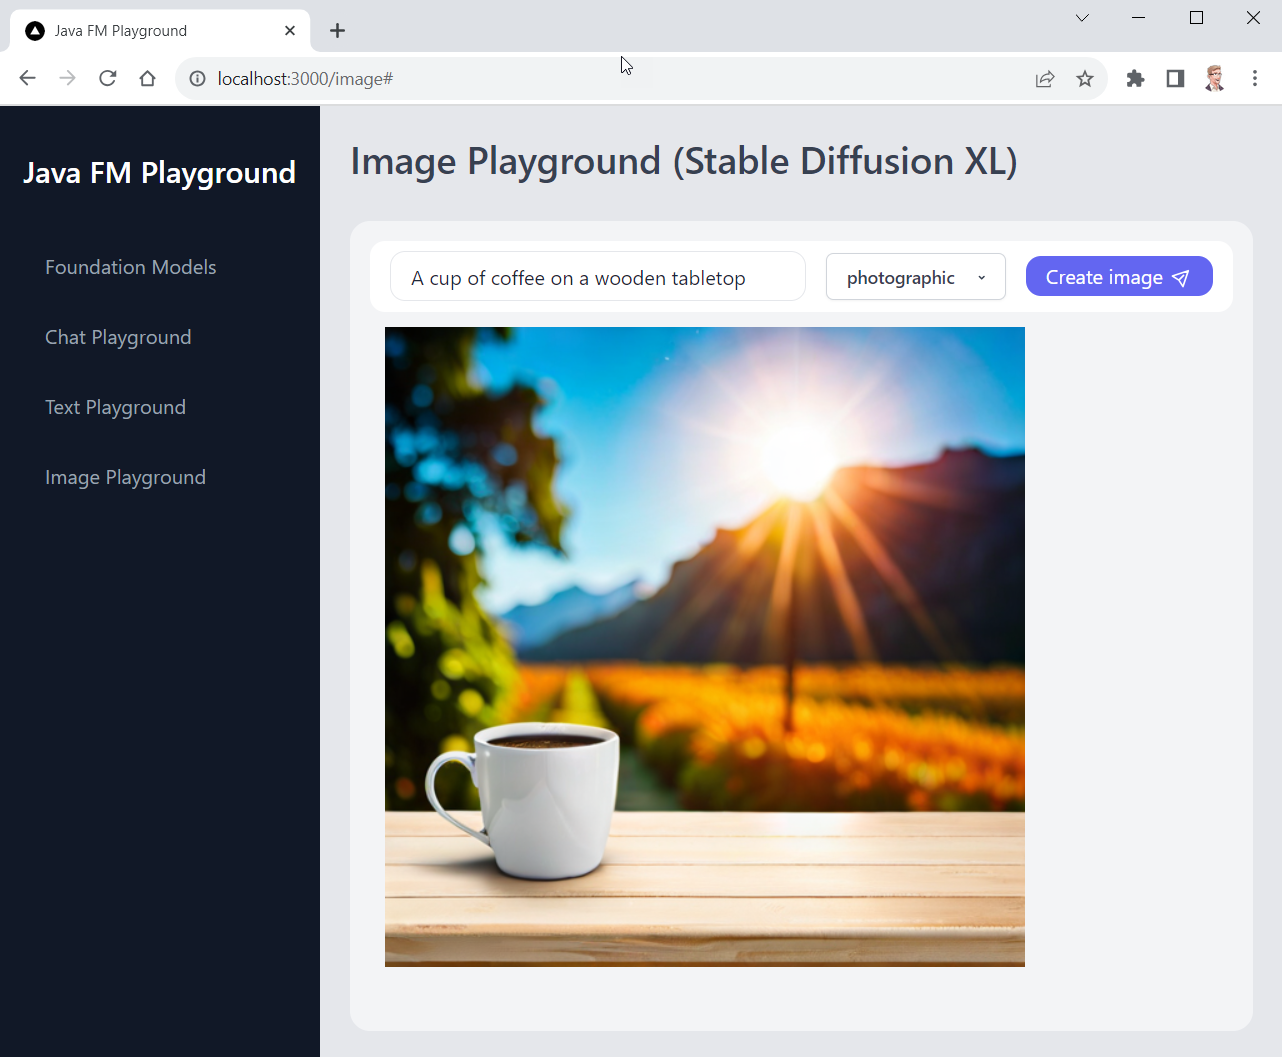 Java FM Playground
localhost:3000/image#
Java FM Playground
Foundation Models
Chat Playground
Text Playground
Image Playground
Image Playground (Stable Diffusion XL)
A cup of coffee on a wooden tabletop
photographic
Create image